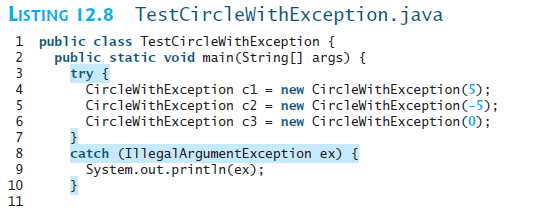 LISTING 12.8 TestCircleWithException.java
1 public class TestCircleWithException {
2   public static void main(String[] args) {
3     try {
4       CircleWithException c1 = new CircleWithException(5);
5       CircleWithException c2 = new CircleWithException(-5);
6       CircleWithException c3 = new CircleWithException(0);
7     }
8     catch (IllegalArgumentException ex) {
9       System.out.println(ex);
10     }
11